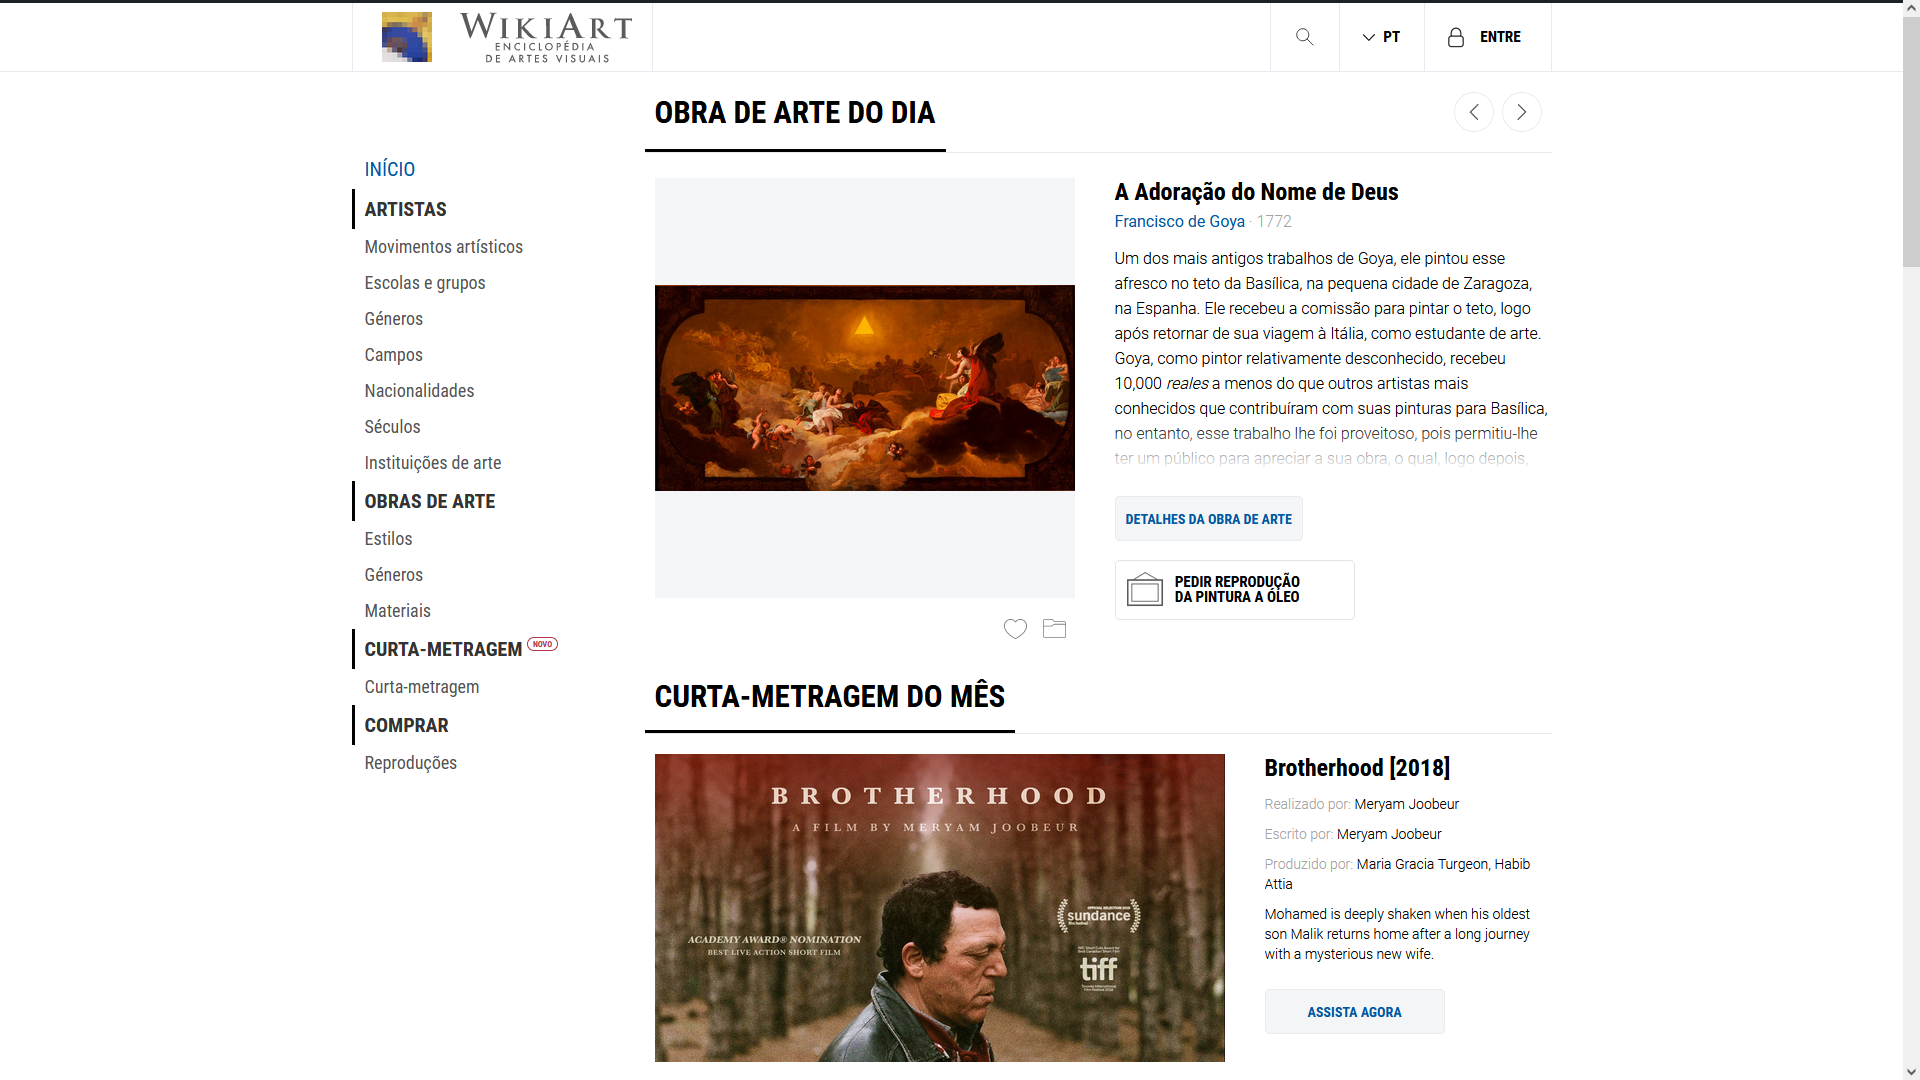 WIKIART
ENCICLOPÉDIA
DE ARTES VISUAIS
PT
ENTRE
OBRA DE ARTE DO DIA
INÍCIO
ARTISTAS
Movimentos artísticos
Escolas e grupos
Géneros
Campos
Nacionalidades
Séculos
Instituições de arte
OBRAS DE ARTE
Estilos
Géneros
Materiais
CURTA-METRAGEM NOVO
Curta-metragem
COMPRAR
Reproduções
A Adoração do Nome de Deus
Francisco de Goya · 1772
Um dos mais antigos trabalhos de Goya, ele pintou esse
afresco no teto da Basílica, na pequena cidade de Zaragoza,
na Espanha. Ele recebeu a comissão para pintar o teto, logo
após retornar de sua viagem à Itália, como estudante de arte.
Goya, como pintor relativamente desconhecido, recebeu
10,000 reales a menos do que outros artistas mais
conhecidos que contribuíram com suas pinturas para Basílica,
no entanto, esse trabalho lhe foi proveitoso, pois permitiu-lhe
ter um público para apreciar a sua obra, o qual, logo depois,
DETALHES DA OBRA DE ARTE
PEDIR REPRODUÇÃO
DA PINTURA A ÓLEO
CURTA-METRAGEM DO MÊS
BROTHERHOOD
A FILM BY MERYAM JOOBEUR
ACADEMY AWARD® NOMINATION
BEST LIVE ACTION SHORT FILM
sundance
tiff
Brotherhood [2018]
Realizado por: Meryam Joobeur
Escrito por: Meryam Joobeur
Produzido por: Maria Gracia Turgeon, Habib
Attia
Mohamed is deeply shaken when his oldest
son Malik returns home after a long journey
with a mysterious new wife.
ASSISTA AGORA